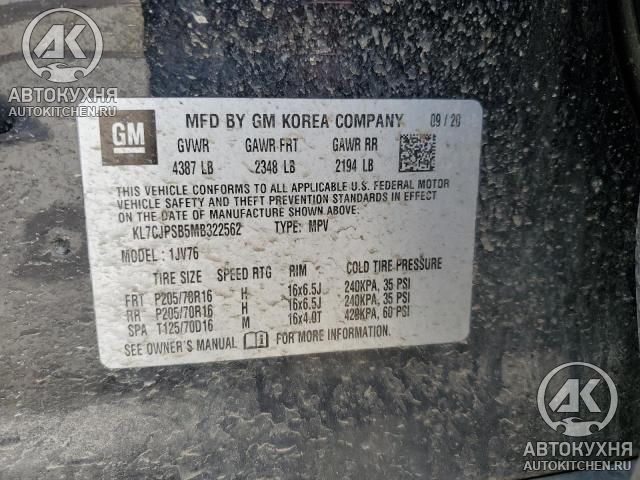 AK
АВТОКУХНЯ
AUTOKITCHEN.RU
GM
MFD BY GM KOREA COMPANY 09/20
GVWR GAWR FRT GAWR RR
4387 LB 2348 LB 2194 LB
THIS VEHICLE CONFORMS TO ALL APPLICABLE U.S. FEDERAL MOTOR
VEHICLE SAFETY AND THEFT PREVENTION STANDARDS IN EFFECT
ON THE DATE OF MANUFACTURE SHOWN ABOVE.
KL7CJPSB5MB322562 TYPE: MPV
MODEL : 1JV76
TIRE SIZE SPEED RTG RIM COLD TIRE PRESSURE
FRT P205/70R16 H 16x6.5J 240KPA, 35 PSI
RR P205/70R16 H 16x6.5J 240KPA, 35 PSI
SPA T125/70D16 M 16x4.0T 420KPA, 60 PSI
SEE OWNER'S MANUAL FOR MORE INFORMATION.
AK
АВТОКУХНЯ
AUTOKITCHEN.RU